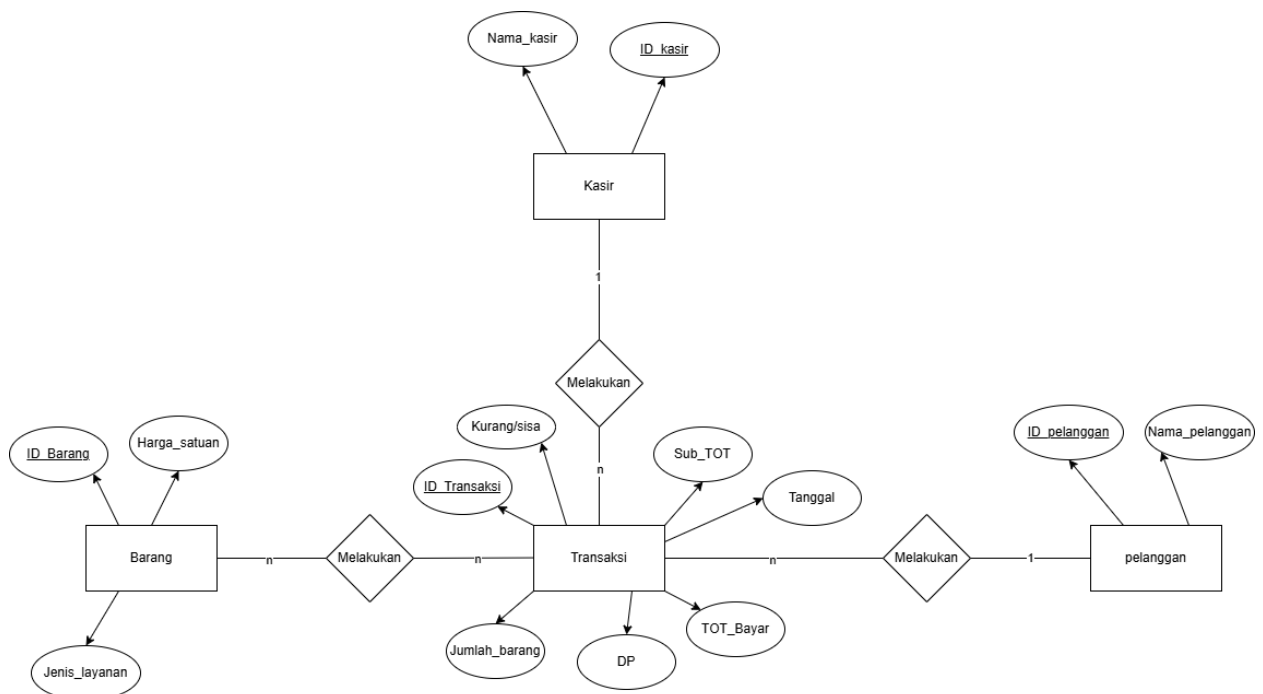 Nama_kasir
ID_kasir
Kasir
1
Melakukan
n
Kurang/sisa
Sub_TOT
ID_Transaksi
Tanggal
ID_Barang
Harga_satuan
ID_pelanggan
Nama_pelanggan
Barang
n
Melakukan
n
Transaksi
n
Melakukan
1
pelanggan
Jenis_layanan
Jumlah_barang
DP
TOT_Bayar